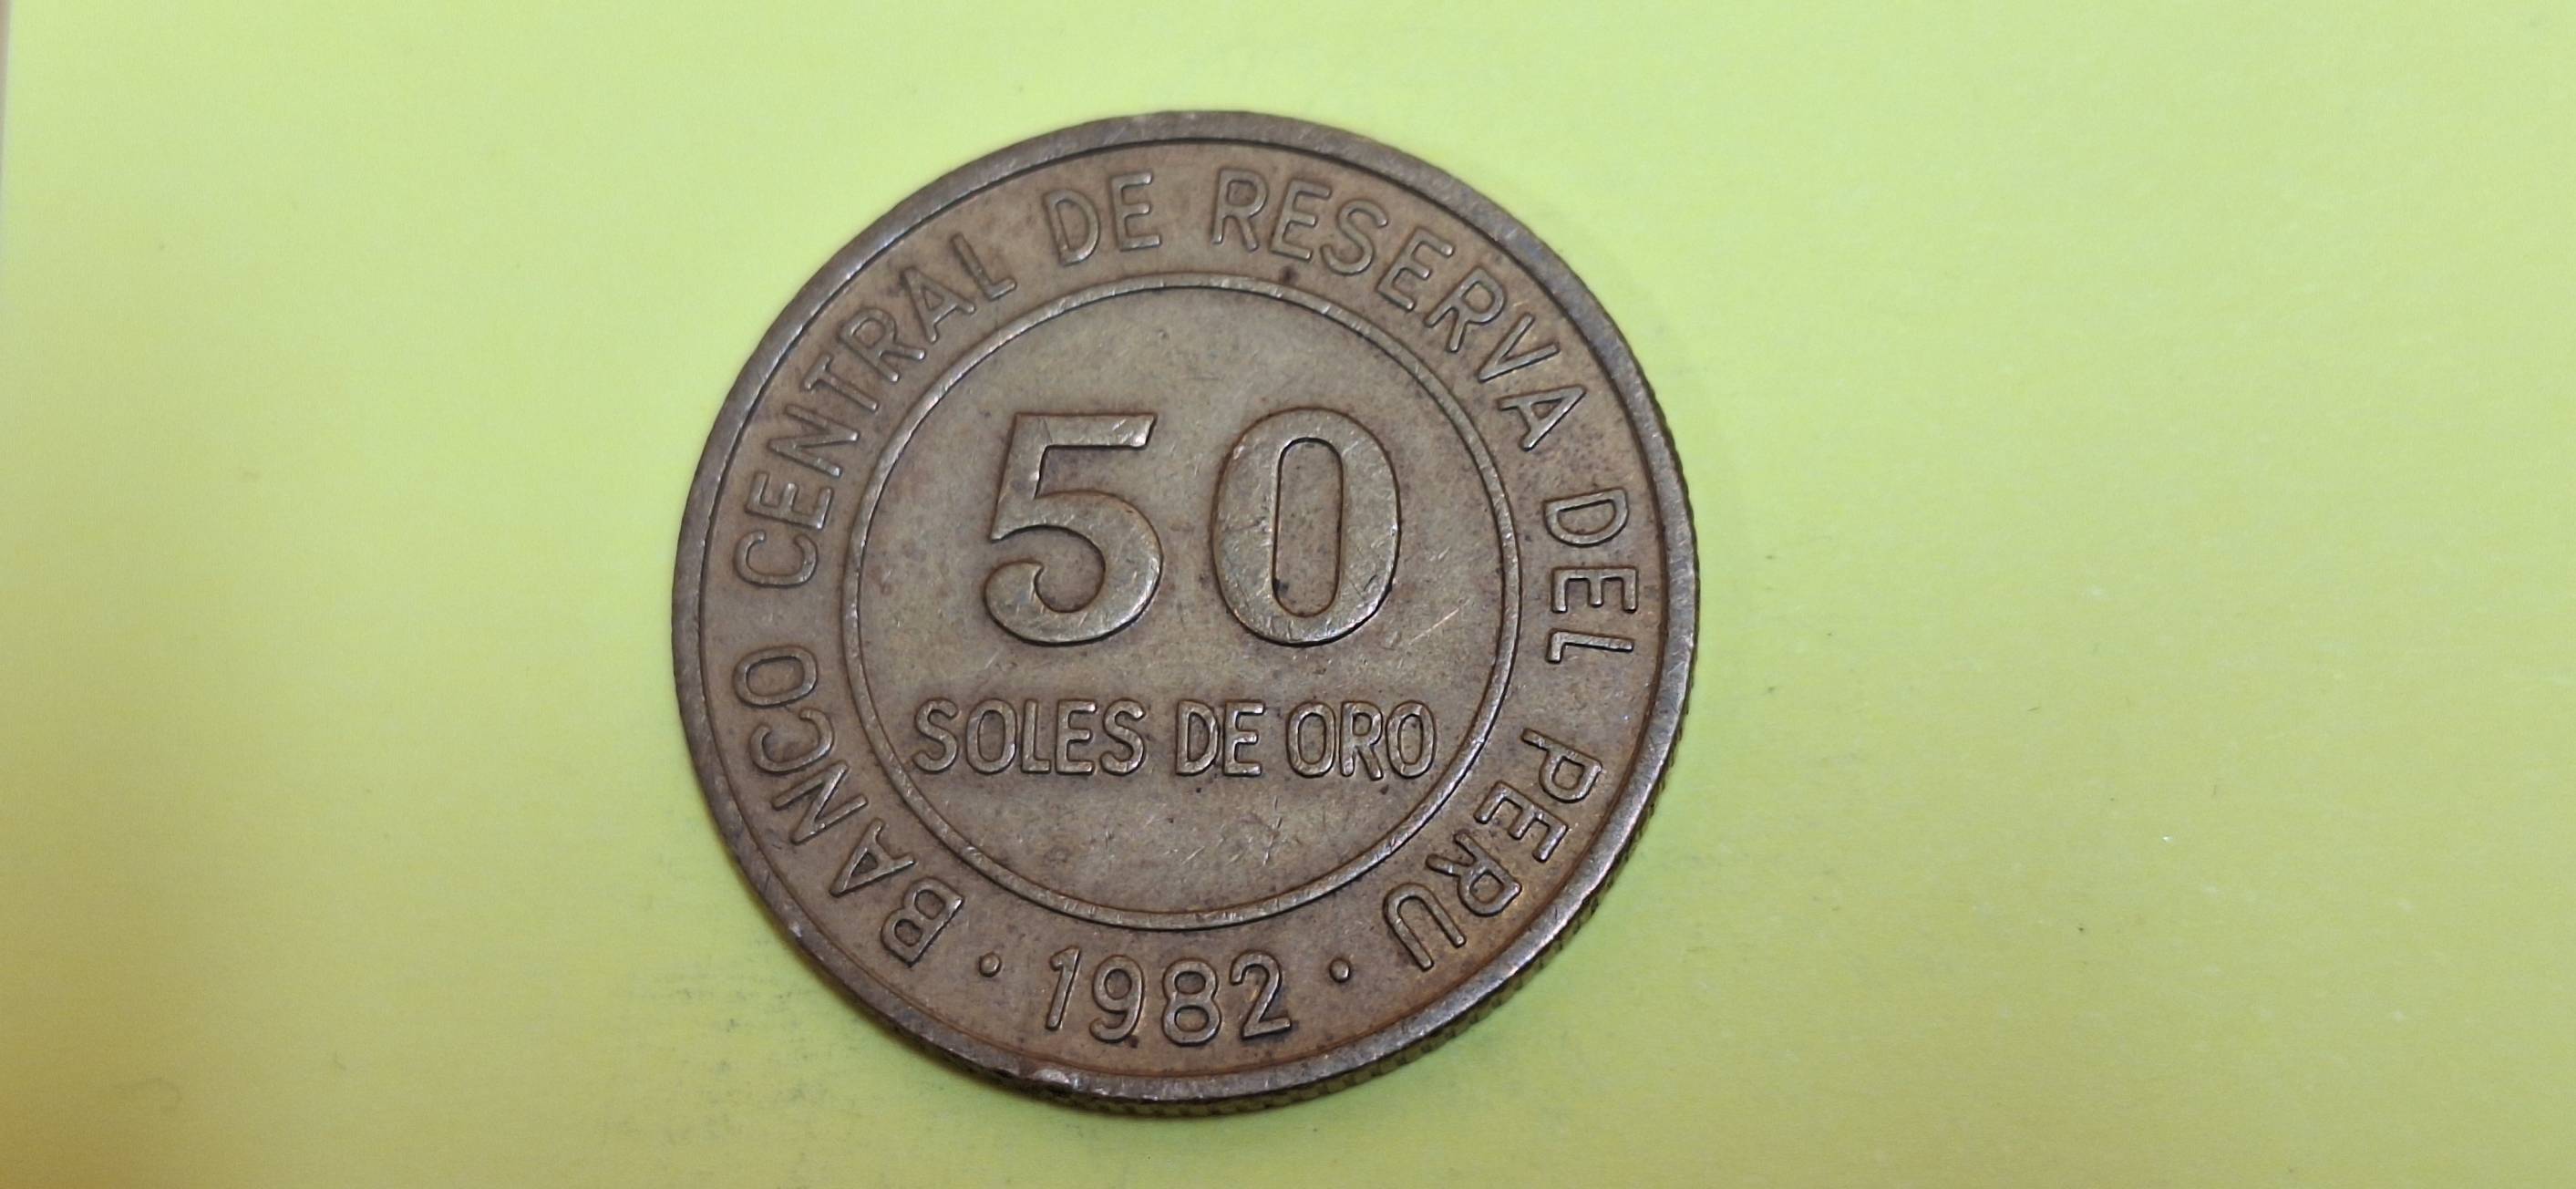 BANCO CENTRAL DE RESERVA DEL PERU
50
SOLES DE ORO
· 1982 ·